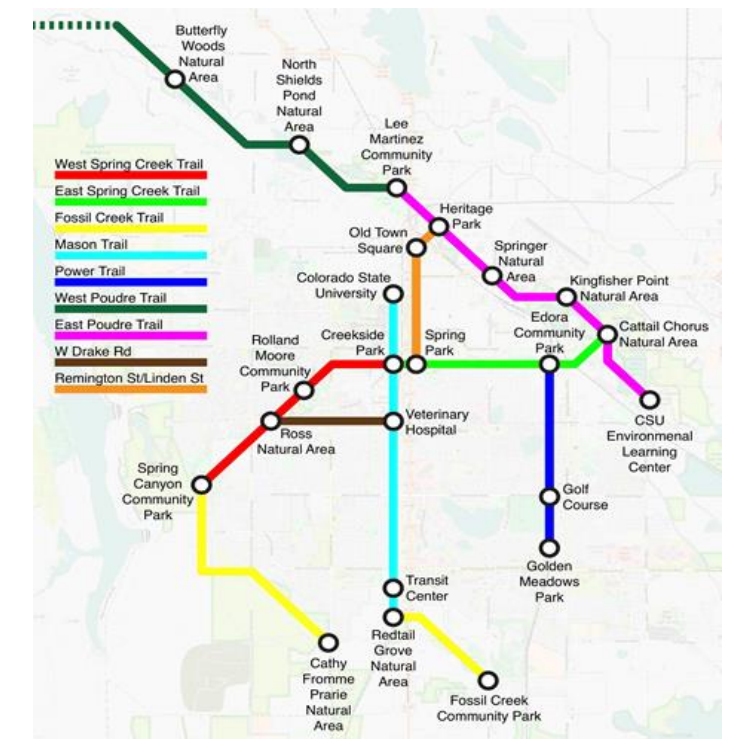 Butterfly
Woods
Natural
Area
North
Shields
Pond
Natural
Area
Lee
Martinez
Community
Park
West Spring Creek Trail
East Spring Creek Trail
Fossil Creek Trail
Mason Trail
Power Trail
West Poudre Trail
East Poudre Trail
W Drake Rd
Remington St/Linden St
Heritage
Park
Old Town
Square
Springer
Natural
Area
Colorado State
University
Kingfisher Point
Natural Area
Edora
Community
Park
Cattail Chorus
Natural Area
Rolland
Moore
Community
Park
Creekside
Park
Spring
Park
Ross
Natural Area
Veterinary
Hospital
CSU
Environmenal
Learning
Center
Spring
Canyon
Community
Park
Golf
Course
Golden
Meadows
Park
Transit
Center
Redtail
Grove
Natural
Area
Cathy
Fromme
Prarie
Natural
Area
Fossil Creek
Community Park